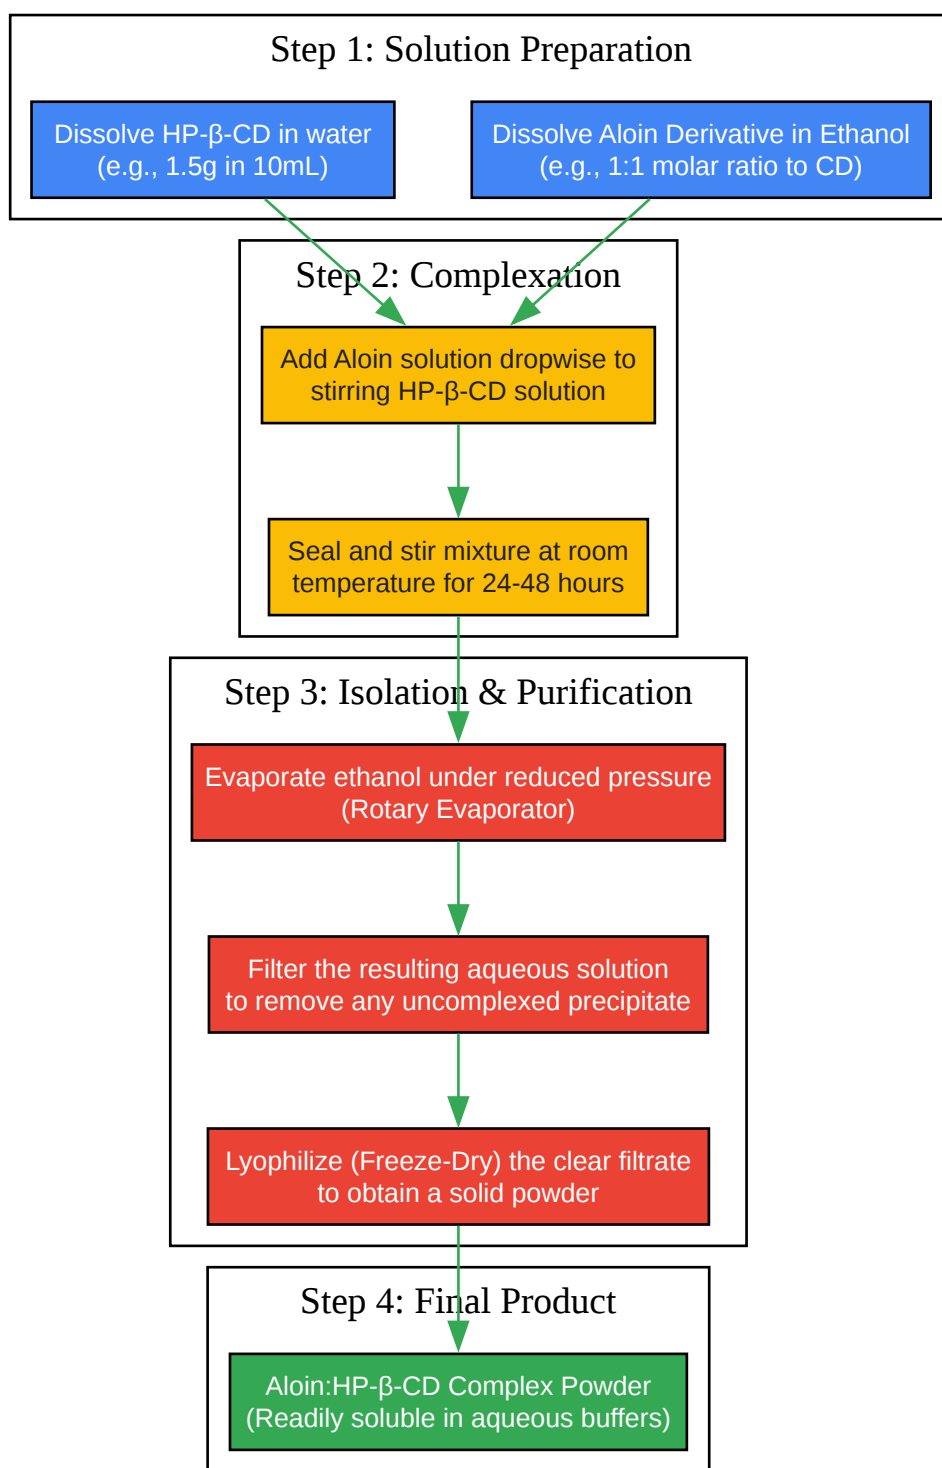 Step 1: Solution Preparation
Dissolve HP-β-CD in water
(e.g., 1.5g in 10mL)
Dissolve Aloin Derivative in Ethanol
(e.g., 1:1 molar ratio to CD)
Step 2: Complexation
Add Aloin solution dropwise to
stirring HP-β-CD solution
Seal and stir mixture at room
temperature for 24-48 hours
Step 3: Isolation & Purification
Evaporate ethanol under reduced pressure
(Rotary Evaporator)
Filter the resulting aqueous solution
to remove any uncomplexed precipitate
Lyophilize (Freeze-Dry) the clear filtrate
to obtain a solid powder
Step 4: Final Product
Aloin:HP-β-CD Complex Powder
(Readily soluble in aqueous buffers)